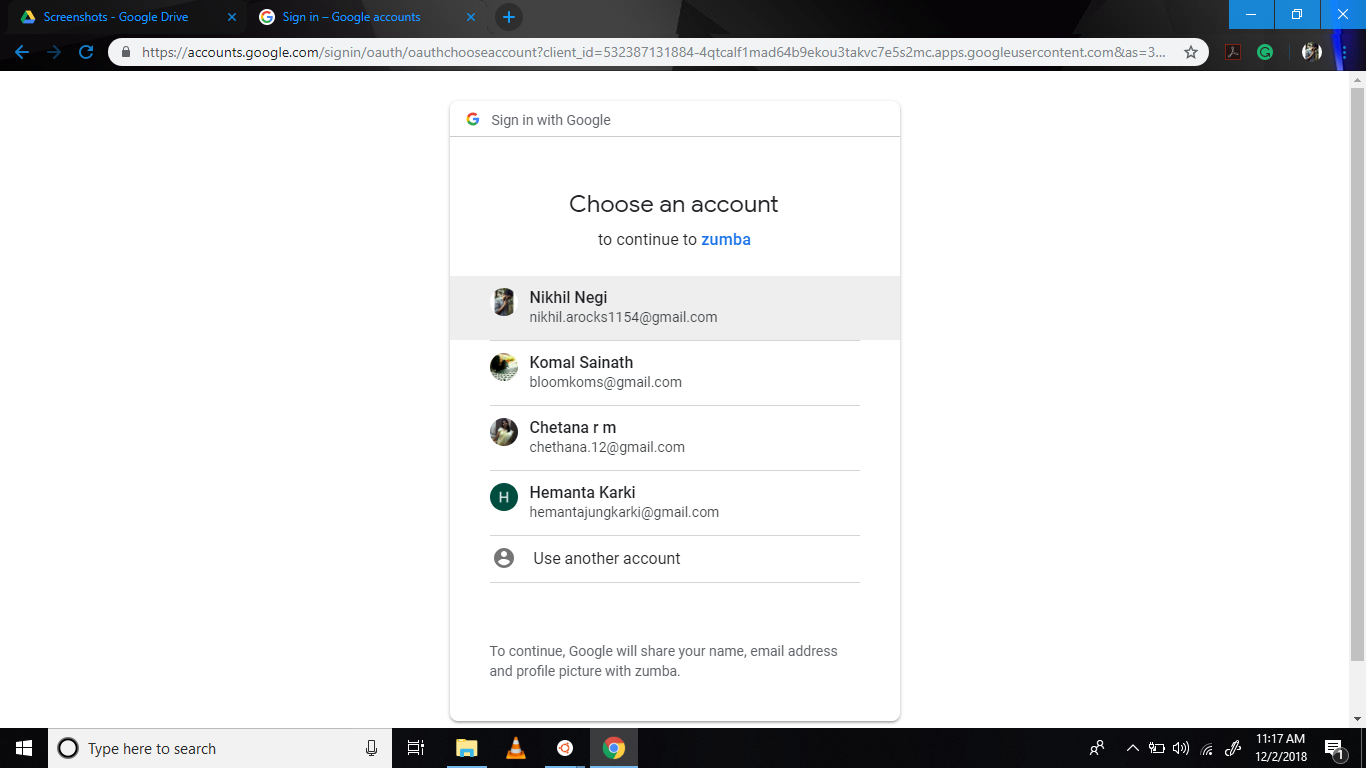 Screenshots - Google Drive
Sign in – Google accounts
https://accounts.google.com/signin/oauth/oauthchooseaccount?client_id=532387131884-4qtcalf1mad64b9ekou3takvc7e5s2mc.apps.googleusercontent.com&as=3...
Sign in with Google
Choose an account
to continue to zumba
Nikhil Negi
nikhil.arocks1154@gmail.com
Komal Sainath
bloomkoms@gmail.com
Chetana r m
chethana.12@gmail.com
H
Hemanta Karki
hemantajungkarki@gmail.com
Use another account
To continue, Google will share your name, email address
and profile picture with zumba.
Type here to search
11:17 AM
12/2/2018
1